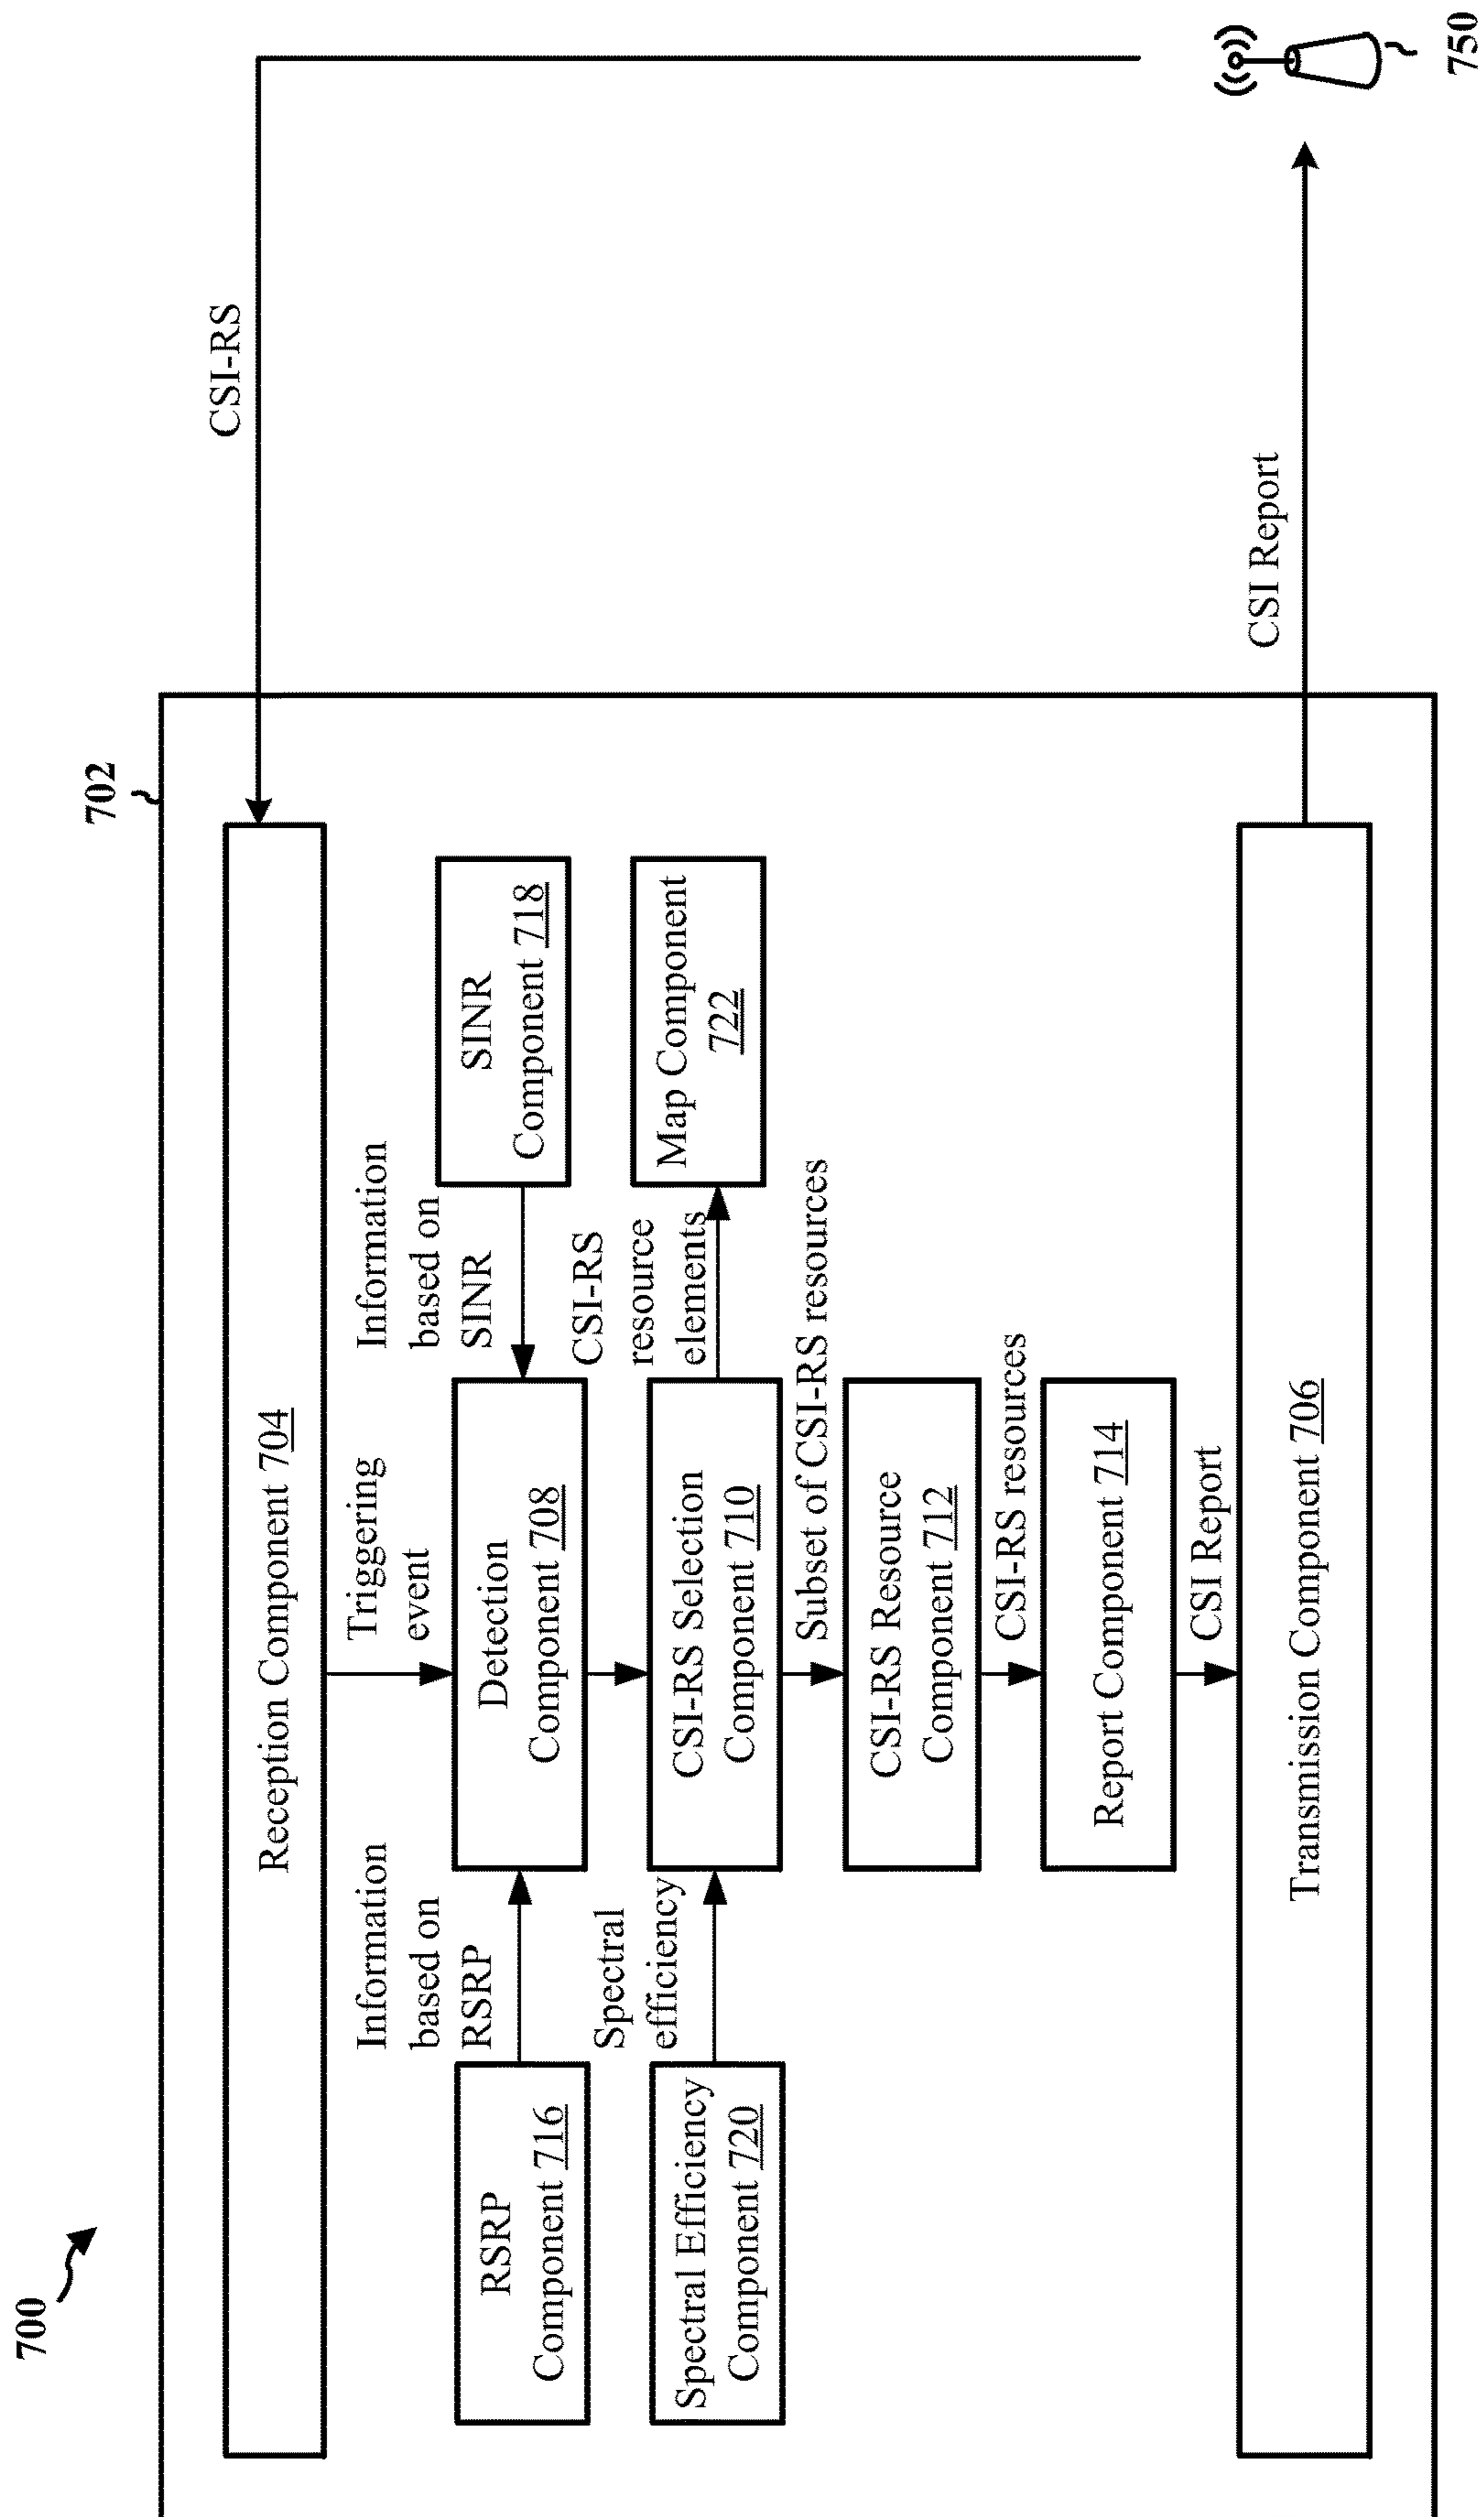 700
702
Reception Component 704
CSI-RS
Information
based on
RSRP
Triggering
event
Information
based on
SINR
RSRP
Component 716
Detection
Component 708
SINR
Component 718
Spectral
efficiency
CSI-RS
resource
elements
Spectral Efficiency
Component 720
CSI-RS Selection
Component 710
Map Component
722
Subset of CSI-RS resources
CSI-RS Resource
Component 712
CSI-RS resources
Report Component 714
CSI Report
CSI Report
Transmission Component 706
750